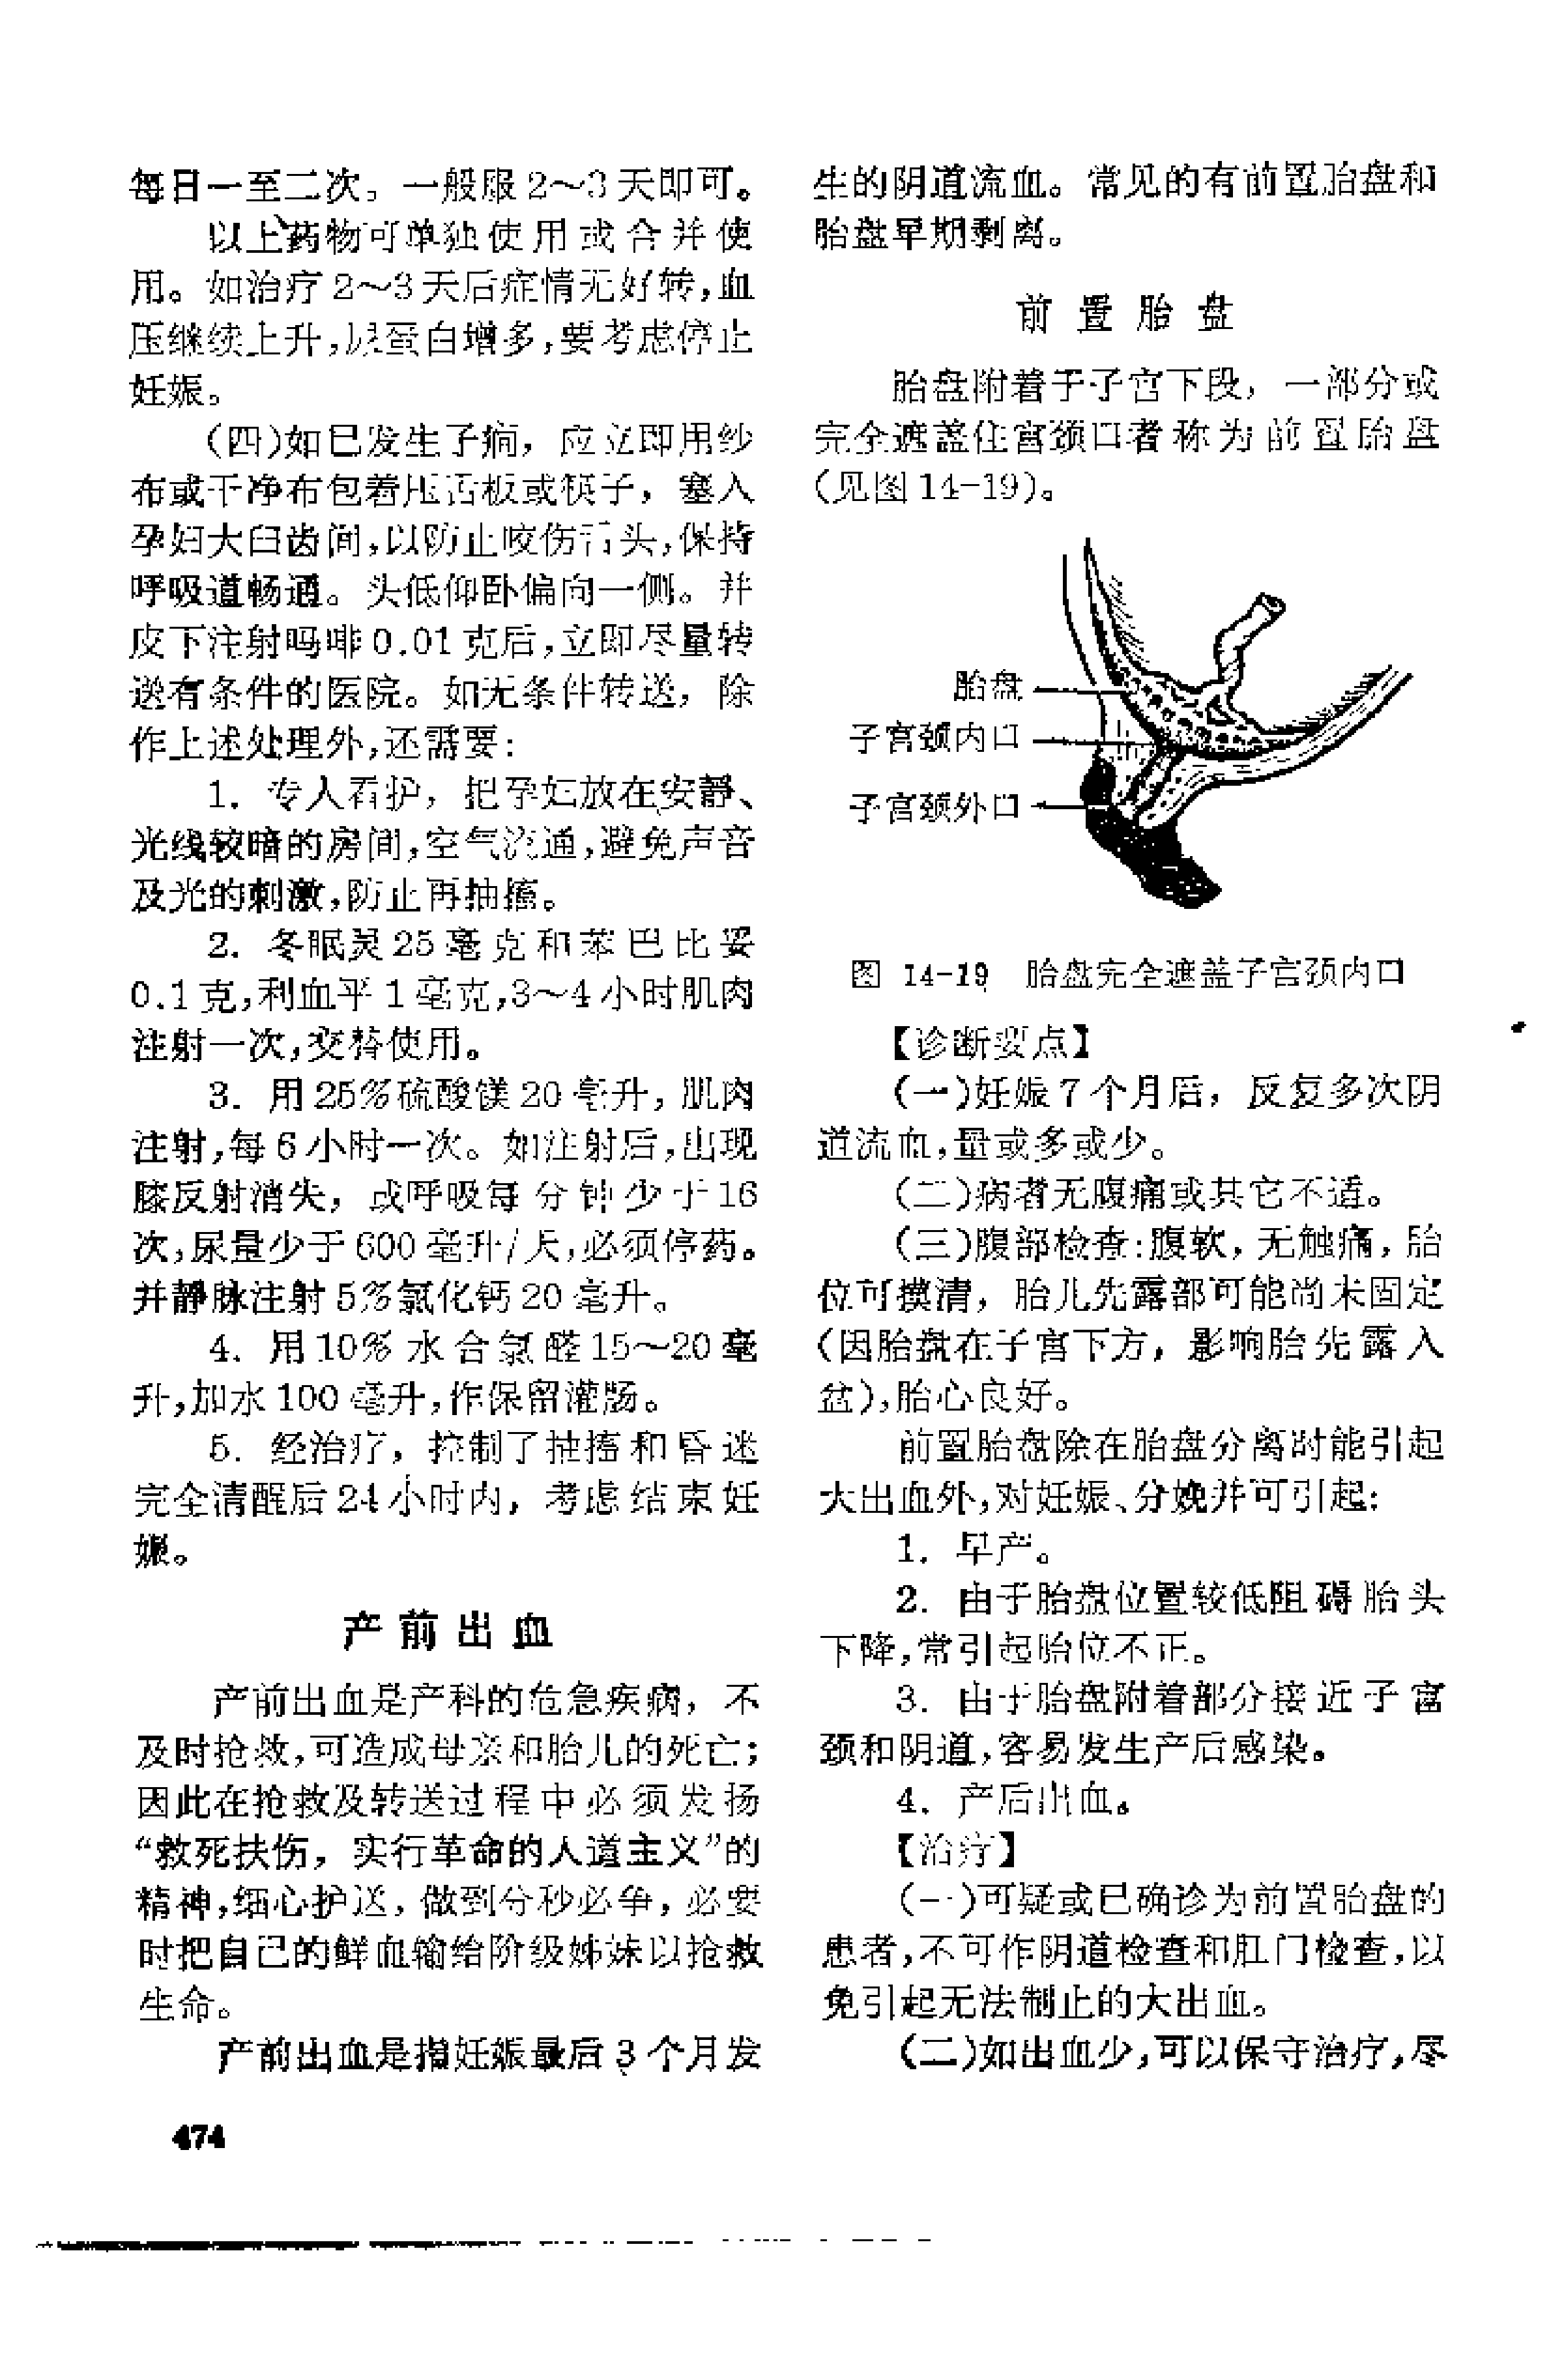 每日一至二次。一般服2～3天即可。
以上药物可单独使用或合并使
用。如治疗2～3天后症情无好转,血
压继续上升,尿蛋白增多,要考虑停止
妊娠。
(四)如已发生子痫，应立即用纱
布或干净布包着压舌板或筷子，塞入
孕妇大臼齿间,以防止咬伤舌头,保持
呼吸道畅通。头低仰卧偏向一侧。并
皮下注射吗啡0.01克后,立即尽量转
送有条件的医院。如无条件转送，除
作上述处理外,还需要:
1. 专人看护，把孕妇放在安静、
光线较暗的房间,空气流通,避免声音
及光的刺激,防止再抽搐。
2. 冬眠灵25毫克和苯巴比妥
0.1克,利血平1毫克,3～4小时肌肉
注射一次,交替使用。
3. 用25%硫酸镁20毫升，肌肉
注射,每6小时一次。如注射后,出现
膝反射消失，或呼吸每分钟少于16
次,尿量少于600毫升/天,必须停药。
并静脉注射5%氯化钙20毫升。
4. 用10%水合氯醛15～20毫
升,加水100毫升,作保留灌肠。
5. 经治疗，控制了抽搐和昏迷
完全清醒后24小时内，考虑结束妊
娠。
产前出血
产前出血是产科的危急疾病，不
及时抢救,可造成母亲和胎儿的死亡;
因此在抢救及转送过程中必须发扬
“救死扶伤，实行革命的人道主义”的
精神,细心护送，做到分秒必争，必要
时把自己的鲜血输给阶级姊妹以抢救
生命。
产前出血是指妊娠最后3个月发
474
生的阴道流血。常见的有前置胎盘和
胎盘早期剥离。
前置胎盘
胎盘附着于子宫下段，一部分或
完全遮盖住宫颈口者称为前置胎盘
(见图14-19)。
胎盘
子宫颈内口
子宫颈外口
图 14-19 胎盘完全遮盖子宫颈内口
【诊断要点】
(一)妊娠7个月后，反复多次阴
道流血,量或多或少。
(二)病者无腹痛或其它不适。
(三)腹部检查:腹软，无触痛，胎
位可摸清，胎儿先露部可能尚未固定
(因胎盘在子宫下方，影响胎先露入
盆),胎心良好。
前置胎盘除在胎盘分离时能引起
大出血外,对妊娠、分娩并可引起:
1. 早产。
2. 由于胎盘位置较低阻碍胎头
下降,常引起胎位不正。
3. 由于胎盘附着部分接近子宫
颈和阴道,容易发生产后感染。
4. 产后出血。
【治疗】
(一)可疑或已确诊为前置胎盘的
患者,不可作阴道检查和肛门检查,以
免引起无法制止的大出血。
(二)如出血少,可以保守治疗,尽